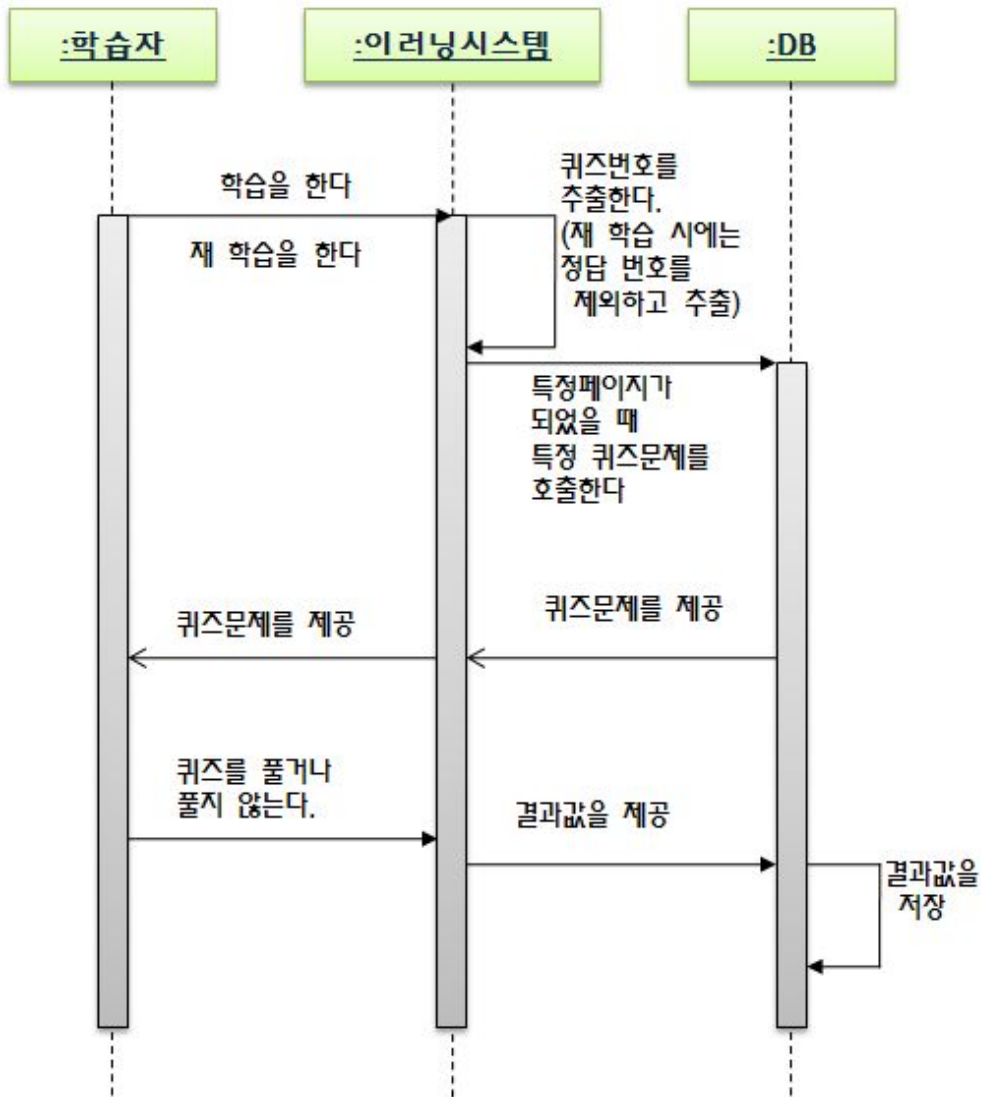 :학습자
:이러닝시스템
:DB
학습을 한다
재 학습을 한다
퀴즈번호를
추출한다.
(재 학습 시에는
정답 번호를
제외하고 추출)
특정페이지가
되었을 때
특정 퀴즈문제를
호출한다
퀴즈문제를 제공
퀴즈문제를 제공
퀴즈를 풀거나
풀지 않는다.
결과값을 제공
결과값을
저장